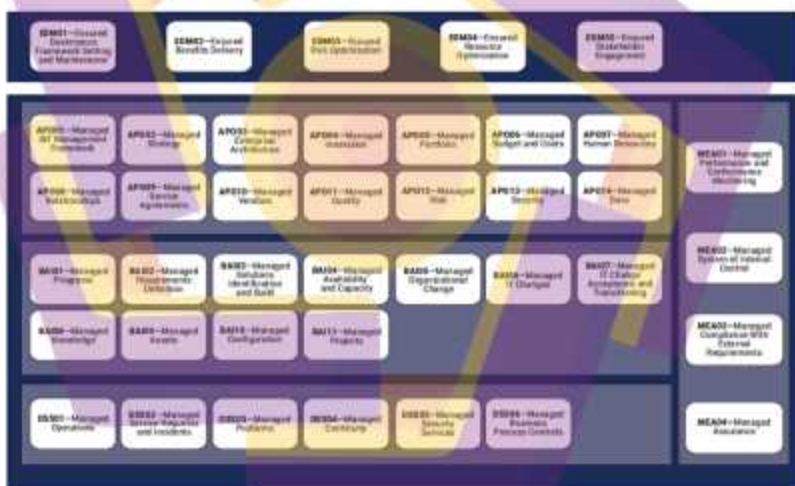 EDM01—Ensured
Governance
Framework Setting
and Maintenance
EDM02—Ensured
Benefits Delivery
EDM03—Ensured
Risk Optimization
EDM04—Ensured
Resource
Optimization
EDM05—Ensured
Stakeholder
Engagement
APO01—Managed
I&T Management
Framework
APO02—Managed
Strategy
APO03—Managed
Enterprise
Architecture
APO04—Managed
Innovation
APO05—Managed
Portfolio
APO06—Managed
Budget and Costs
APO07—Managed
Human Resources
APO08—Managed
Relationships
APO09—Managed
Service
Agreements
APO10—Managed
Vendors
APO11—Managed
Quality
APO12—Managed
Risk
APO13—Managed
Security
APO14—Managed
Data
BAI01—Managed
Programs
BAI02—Managed
Requirements
Definition
BAI03—Managed
Solutions
Identification
and Build
BAI04—Managed
Availability
and Capacity
BAI05—Managed
Organizational
Change
BAI06—Managed
IT Changes
BAI07—Managed
IT Change
Acceptance and
Transitioning
BAI08—Managed
Knowledge
BAI09—Managed
Assets
BAI10—Managed
Configuration
BAI11—Managed
Projects
DSS01—Managed
Operations
DSS02—Managed
Service Requests
and Incidents
DSS03—Managed
Problems
DSS04—Managed
Continuity
DSS05—Managed
Security
Services
DSS06—Managed
Business
Process Controls
MEA01—Managed
Performance and
Conformance
Monitoring
MEA02—Managed
System of Internal
Control
MEA03—Managed
Compliance With
External
Requirements
MEA04—Managed
Assurance